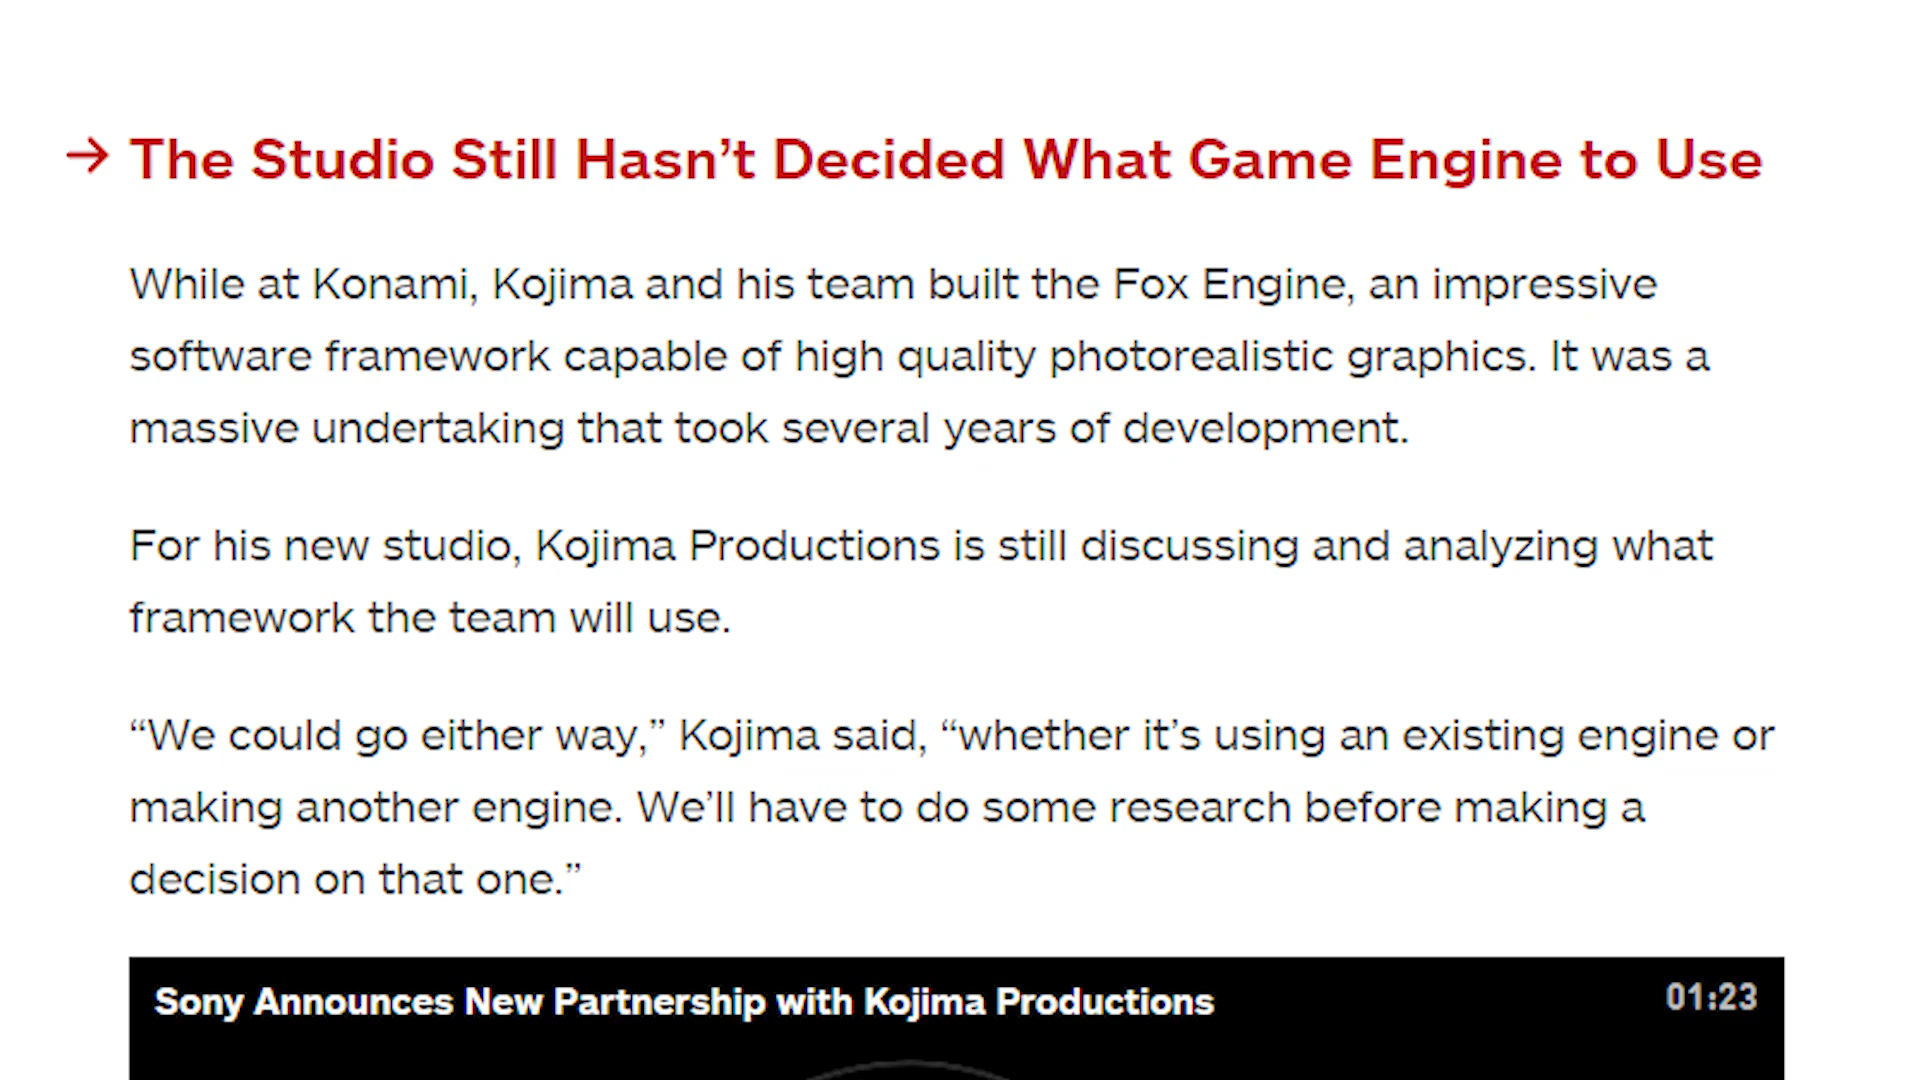 → The Studio Still Hasn’t Decided What Game Engine to Use
While at Konami, Kojima and his team built the Fox Engine, an impressive
software framework capable of high quality photorealistic graphics. It was a
massive undertaking that took several years of development.
For his new studio, Kojima Productions is still discussing and analyzing what
framework the team will use.
“We could go either way,” Kojima said, “whether it’s using an existing engine or
making another engine. We’ll have to do some research before making a
decision on that one.”
Sony Announces New Partnership with Kojima Productions
01:23